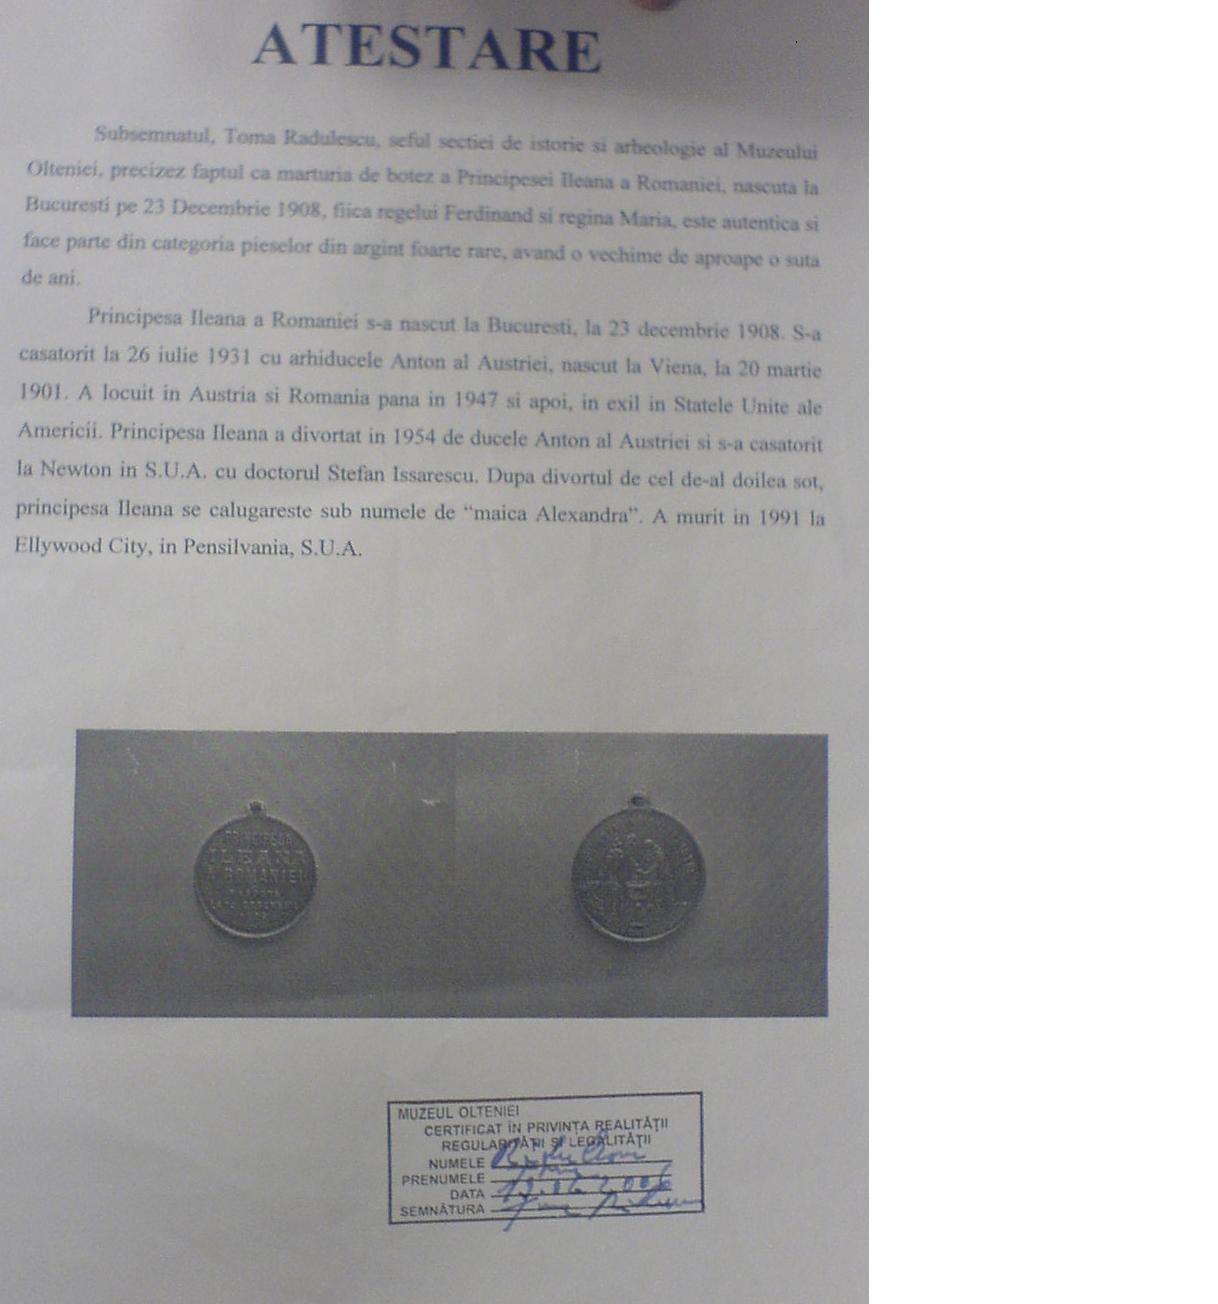 ATESTARE
Subsemnatul, Toma Radulescu, seful sectiei de istorie si arheologie al Muzeului
Olteniei, precizez faptul ca marturia de botez a Principesei Ileana a Romaniei, nascuta la
Bucuresti pe 23 Decembrie 1908, fiica regelui Ferdinand si regina Maria, este autentica si
face parte din categoria pieselor din argint foarte rare, avand o vechime de aproape o suta
de ani.
Principesa Ileana a Romaniei s-a nascut la Bucuresti, la 23 decembrie 1908. S-a
casatorit la 26 iulie 1931 cu arhiducele Anton al Austriei, nascut la Viena, la 20 martie
1901. A locuit in Austria si Romania pana in 1947 si apoi, in exil in Statele Unite ale
Americii. Principesa Ileana a divortat in 1954 de ducele Anton al Austriei si s-a casatorit
la Newton in S.U.A. cu doctorul Stefan Issarescu. Dupa divortul de cel de-al doilea sot,
principesa Ileana se calugareste sub numele de “maica Alexandra”. A murit in 1991 la
Ellywood City, in Pensilvania, S.U.A.
PRINCIPESA
ILEANA
A ROMANIEI
MUZEUL OLTENIEI
CERTIFICAT ÎN PRIVINȚA REALITĂȚII
REGULARITĂȚII ȘI LEGALITĂȚII
NUMELE
PRENUMELE
DATA
SEMNĂTURA